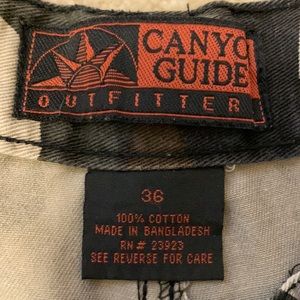 CANYO
GUIDE
OUTFITTER
36
100% COTTON
MADE IN BANGLADESH
RN # 23923
SEE REVERSE FOR CARE